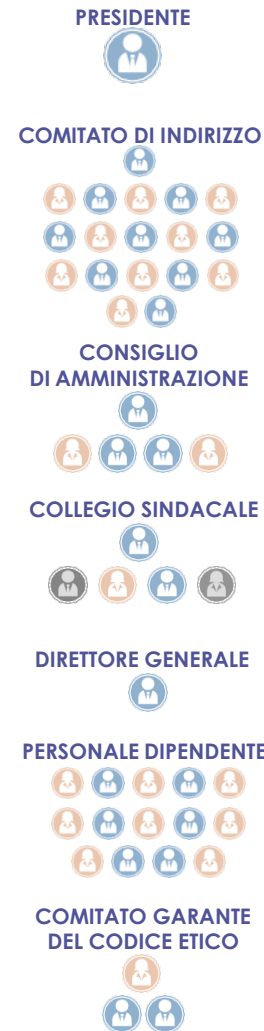 PRESIDENTE
COMITATO DI INDIRIZZO
CONSIGLIO
DI AMMINISTRAZIONE
COLLEGIO SINDACALE
DIRETTORE GENERALE
PERSONALE DIPENDENTE
COMITATO GARANTE
DEL CODICE ETICO